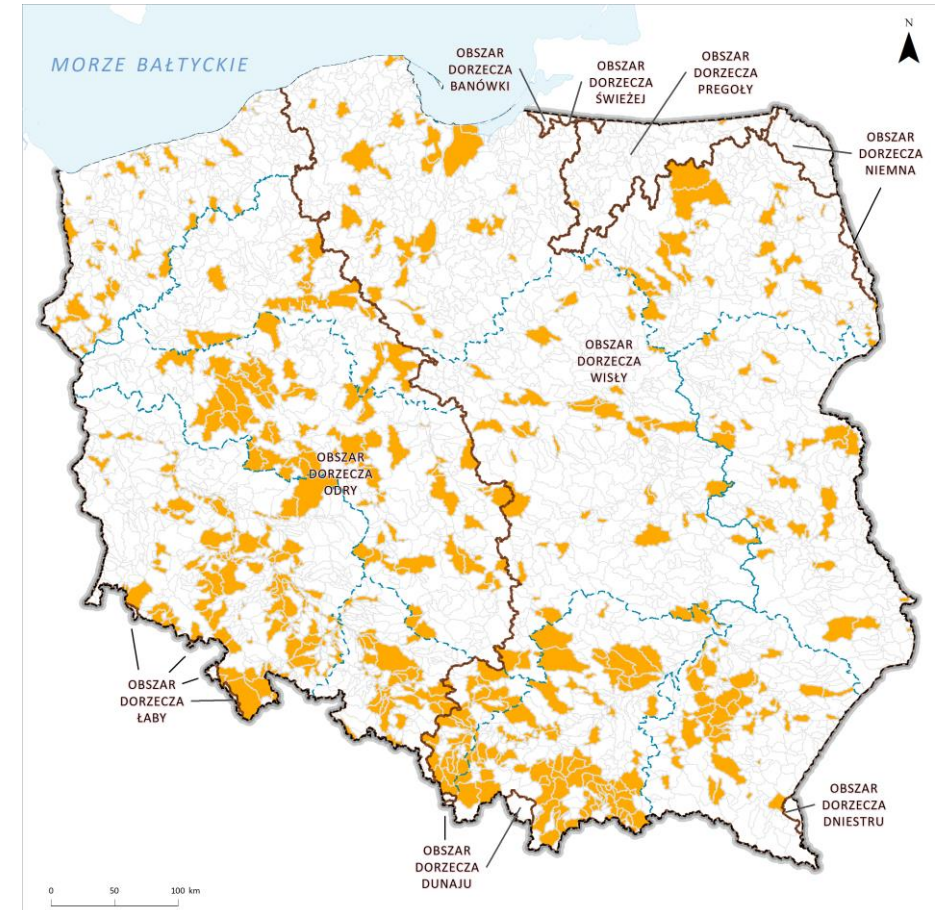 N
MORZE BAŁTYCKIE
OBSZAR
DORZECZA
BANÓWKI
OBSZAR
DORZECZA
ŚWIEŻEJ
OBSZAR
DORZECZA
PREGOŁY
OBSZAR
DORZECZA
NIEMNA
OBSZAR
DORZECZA
WISŁY
OBSZAR
DORZECZA
ODRY
OBSZAR
DORZECZA
ŁABY
OBSZAR
DORZECZA
DNIESTRU
OBSZAR
DORZECZA
DUNAJU
0 50 100 km